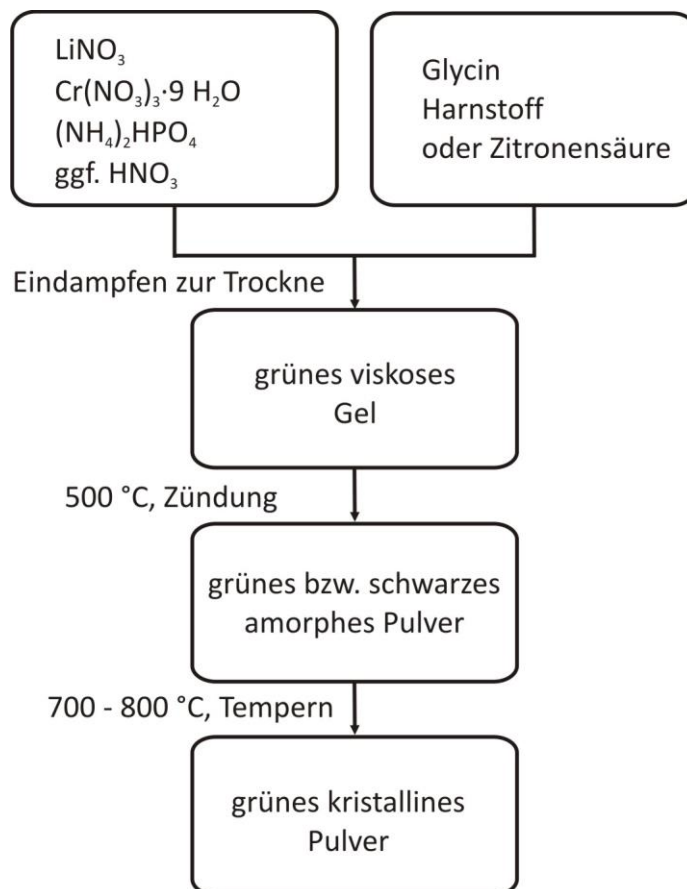 LiNO₃
Cr(NO₃)₃·9 H₂O
(NH₄)₂HPO₄
ggf. HNO₃
Glycin
Harnstoff
oder Zitronensäure
Eindampfen zur Trockne
grünes viskoses
Gel
500 °C, Zündung
grünes bzw. schwarzes
amorphes Pulver
700 - 800 °C, Tempern
grünes kristallines
Pulver